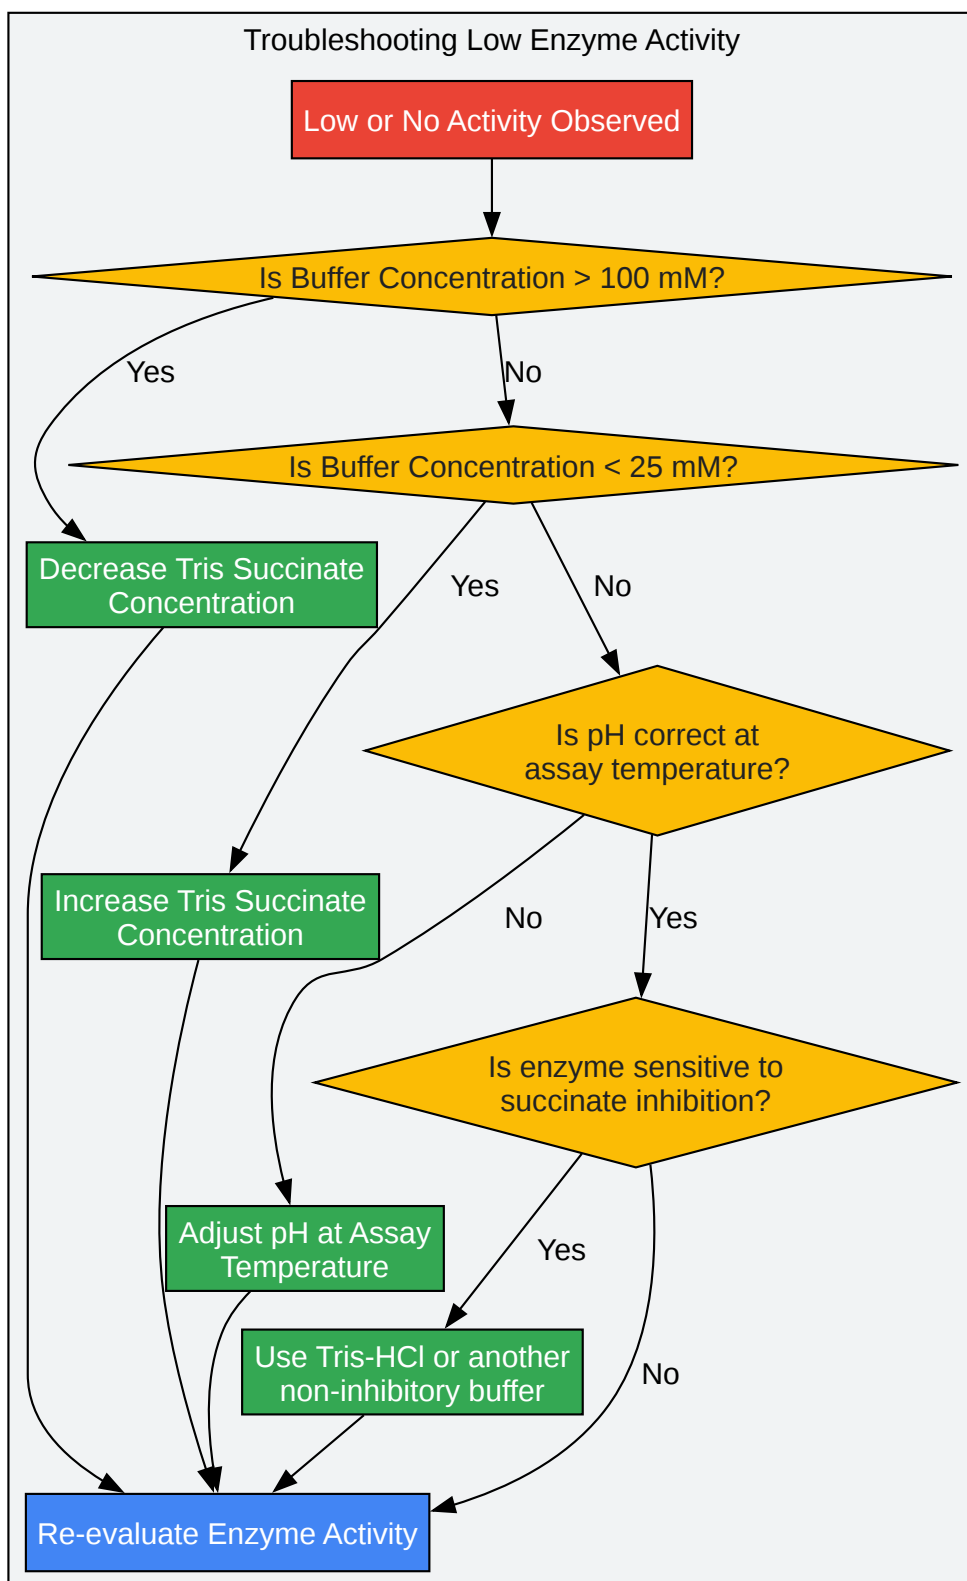 Troubleshooting Low Enzyme Activity
Low or No Activity Observed
Is Buffer Concentration > 100 mM?
Yes
No
Is Buffer Concentration < 25 mM?
Decrease Tris Succinate
Concentration
Yes
No
Is pH correct at
assay temperature?
Increase Tris Succinate
Concentration
No
Yes
Is enzyme sensitive to
succinate inhibition?
Adjust pH at Assay
Temperature
Yes
Use Tris-HCl or another
non-inhibitory buffer
No
Re-evaluate Enzyme Activity